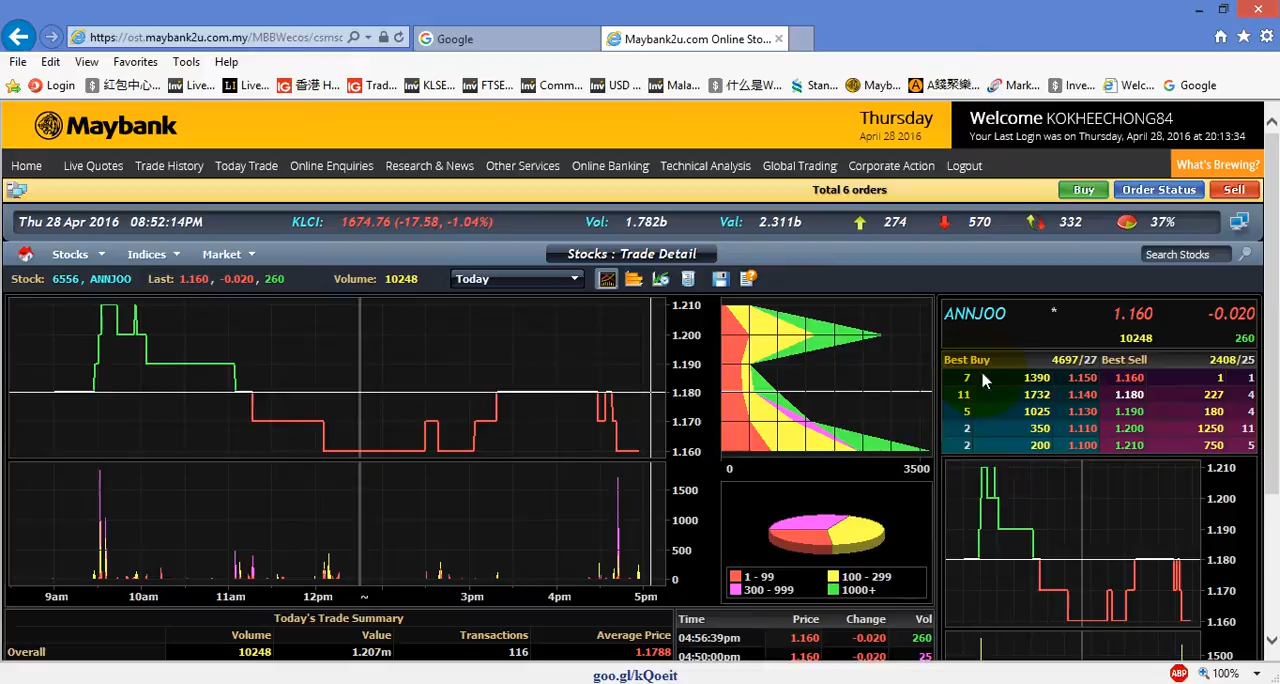 https://ost.maybank2u.com.my/MBBWecos/csmsc
Google
Maybank2u.com Online Sto...
File Edit View Favorites Tools Help
Login 红包中心... Live... Live... 香港 H... Trad... KLSE... FTSE... Comm... USD ... Mala... 什么是W... Stan... Mayb... A錢聚樂... Mark... Inve... Welc... Google
Maybank
Thursday
April 28 2016
Welcome KOKHEECHONG84
Your Last Login was on Thursday, April 28, 2016 at 20:13:34
Home Live Quotes Trade History Today Trade Online Enquiries Research & News Other Services Online Banking Technical Analysis Global Trading Corporate Action Logout What's Brewing?
Total 6 orders Buy Order Status Sell
Thu 28 Apr 2016 08:52:14PM KLCI: 1674.76 (-17.58, -1.04%) Vol: 1.782b Val: 2.311b 274 570 332 37%
Stocks Indices Market Stocks : Trade Detail Search Stocks
Stock: 6556, ANNJOO Last: 1.160, -0.020, 260 Volume: 10248 Today
1.210
1.200
1.190
1.180
1.170
1.160
1500
1000
500
0
9am 10am 11am 12pm ~ 3pm 4pm 5pm
0 3500
1 - 99 100 - 299
300 - 999 1000+
ANNJOO * 1.160 -0.020
10248 260
Best Buy 4697/27 Best Sell 2408/25
7 1390 1.150 1.160 1 1
11 1732 1.140 1.180 227 4
5 1025 1.130 1.190 180 4
2 350 1.110 1.200 1250 11
2 200 1.100 1.210 750 5
1.210
1.200
1.190
1.180
1.170
1.160
1500
Today's Trade Summary
Volume Value Transactions Average Price
Overall 10248 1.207m 116 1.1788
Time Price Change Vol
04:56:39pm 1.160 -0.020 260
04:50:00pm 1.160 -0.020 25
goo.gl/kQoeit
ABP 100%